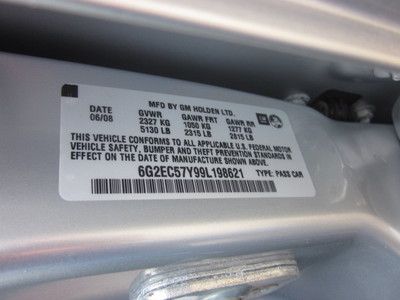 MFD BY GM HOLDEN LTD.
DATE GVWR GAWR FRT GAWR RR
06/08 2327 KG 1050 KG 1277 KG
5130 LB 2315 LB 2815 LB
THIS VEHICLE CONFORMS TO ALL APPLICABLE U.S. FEDERAL MOTOR
VEHICLE SAFETY, BUMPER AND THEFT PREVENTION STANDARDS IN
EFFECT ON THE DATE OF MANUFACTURE SHOWN ABOVE.
6G2EC57Y99L198621 TYPE: PASS CAR